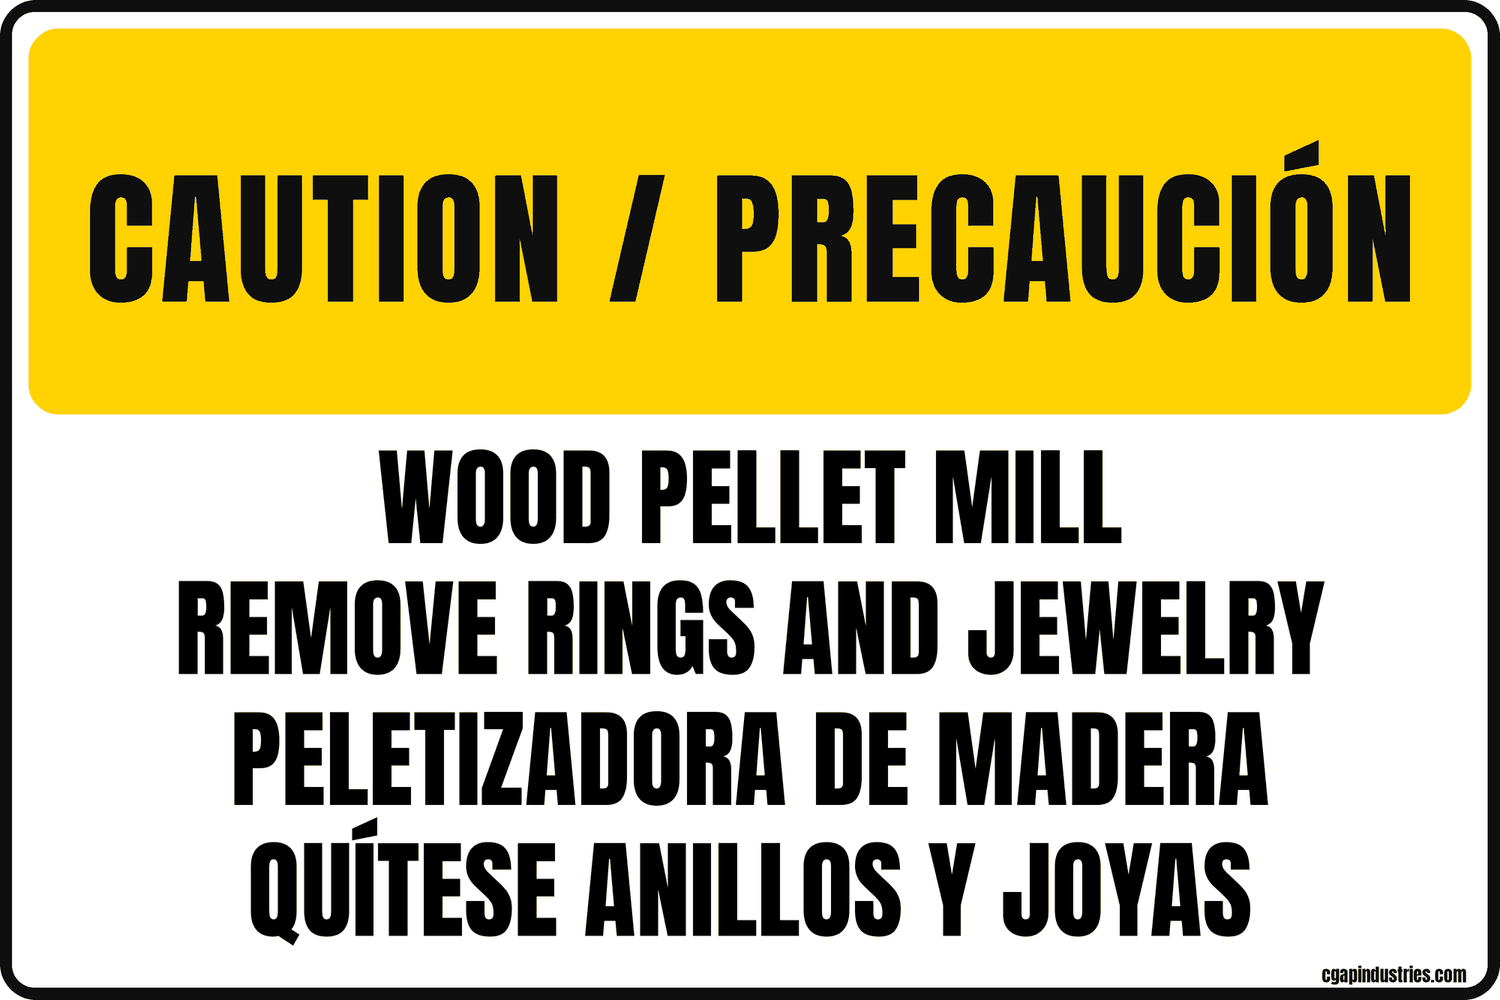 CAUTION / PRECAUCIÓN
WOOD PELLET MILL
REMOVE RINGS AND JEWELRY
PELETIZADORA DE MADERA
QUÍTESE ANILLOS Y JOYAS
cgapindustries.com